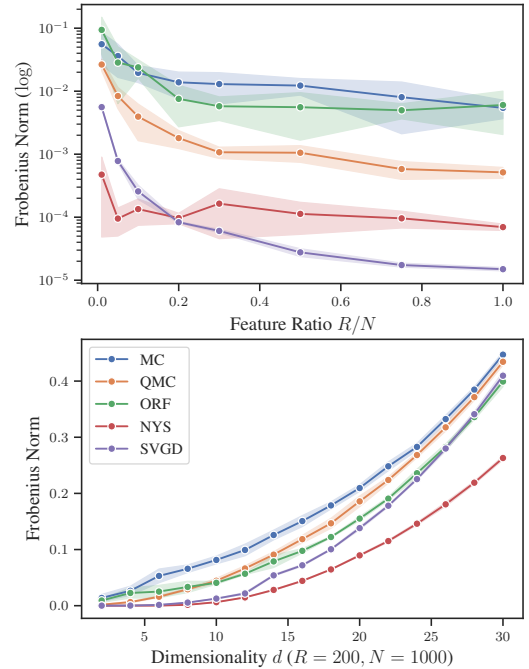 Frobenius Norm (log)
10⁻¹
10⁻²
10⁻³
10⁻⁴
10⁻⁵
0.0 0.2 0.4 0.6 0.8 1.0
Feature Ratio R/N
Frobenius Norm
0.4
0.3
0.2
0.1
0.0
MC
QMC
ORF
NYS
SVGD
5 10 15 20 25 30
Dimensionality d (R = 200, N = 1000)